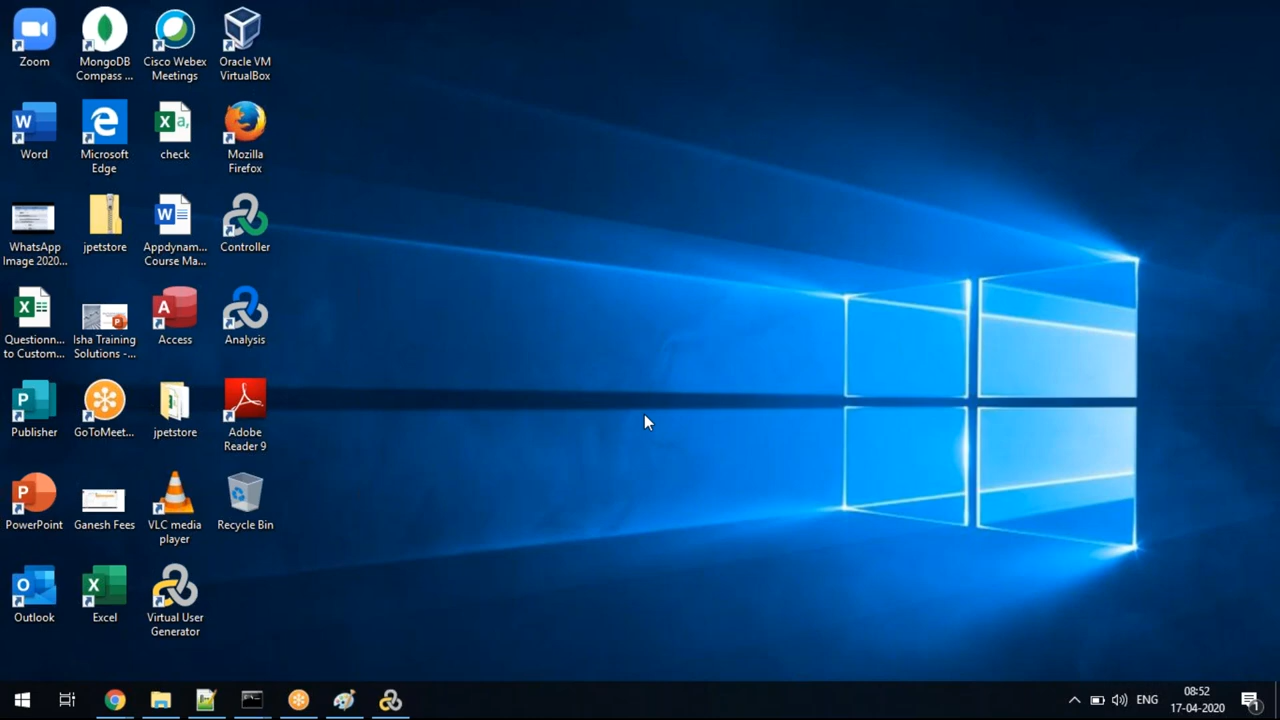 Zoom
MongoDB
Compass ...
Cisco Webex
Meetings
Oracle VM
VirtualBox
Word
Microsoft
Edge
check
Mozilla
Firefox
WhatsApp
Image 2020...
jpetstore
Appdynam...
Course Ma...
Controller
Questionn...
to Custom...
Isha Training
Solutions -...
Access
Analysis
Publisher
GoToMeet...
jpetstore
Adobe
Reader 9
PowerPoint
Ganesh Fees
VLC media
player
Recycle Bin
Outlook
Excel
Virtual User
Generator
ENG
08:52
17-04-2020
1